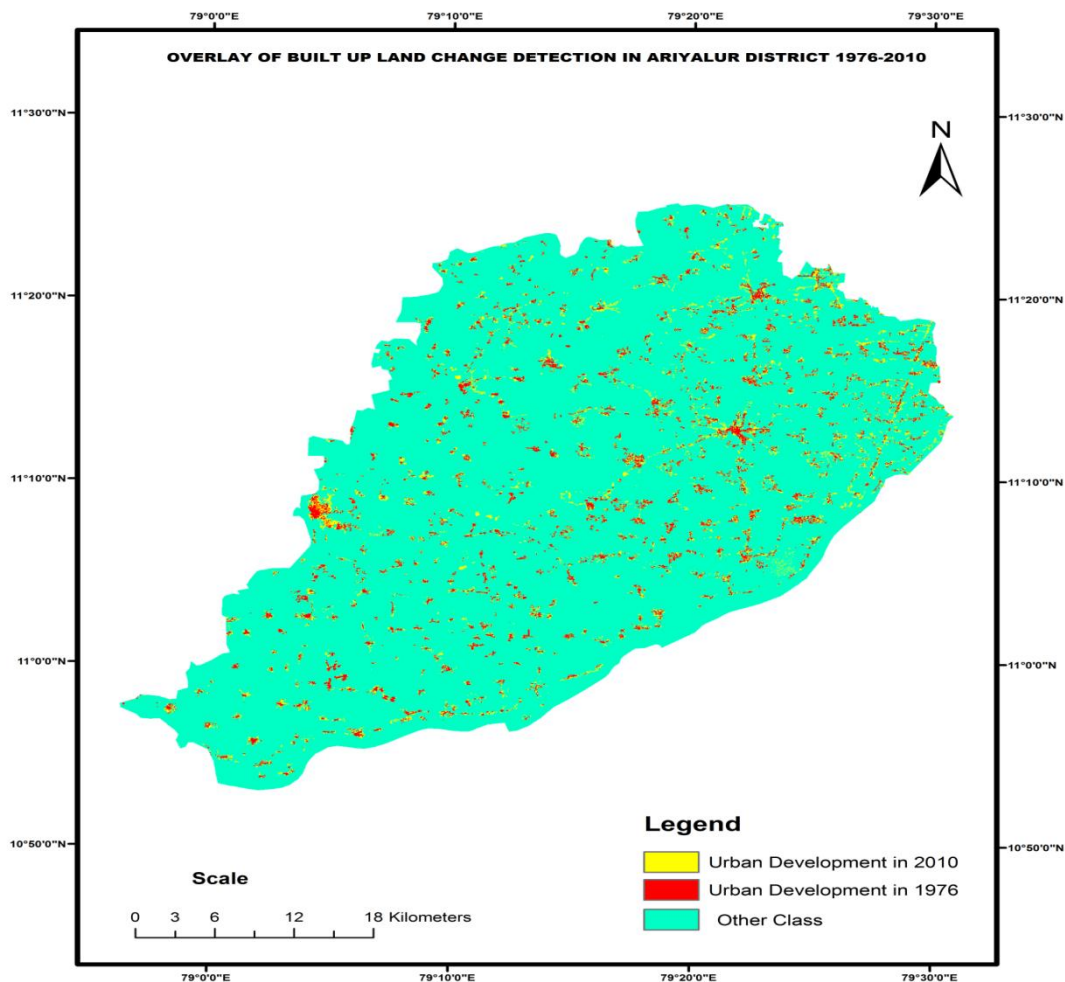 79°0'0"E 79°10'0"E 79°20'0"E 79°30'0"E
OVERLAY OF BUILT UP LAND CHANGE DETECTION IN ARIYALUR DISTRICT 1976-2010
11°30'0"N 11°30'0"N
N
11°20'0"N 11°20'0"N
11°10'0"N 11°10'0"N
11°0'0"N 11°0'0"N
10°50'0"N 10°50'0"N
Legend
Urban Development in 2010
Urban Development in 1976
Other Class
Scale
0 3 6 12 18 Kilometers
79°0'0"E 79°10'0"E 79°20'0"E 79°30'0"E